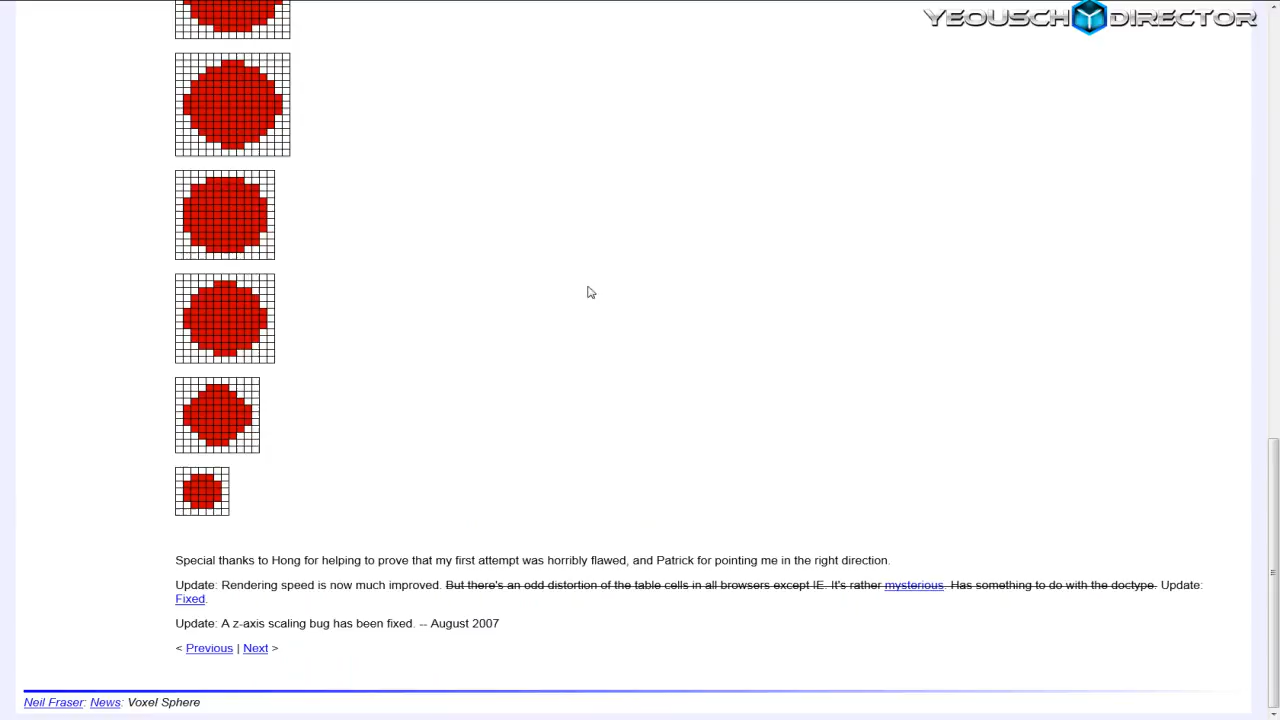 YEOUSCH DIRECTOR
Special thanks to Hong for helping to prove that my first attempt was horribly flawed, and Patrick for pointing me in the right direction.
Update: Rendering speed is now much improved. But there's an odd distortion of the table cells in all browsers except IE. It's rather mysterious. Has something to do with the doctype. Update:
Fixed.
Update: A z-axis scaling bug has been fixed. -- August 2007
< Previous | Next >
Neil Fraser: News: Voxel Sphere